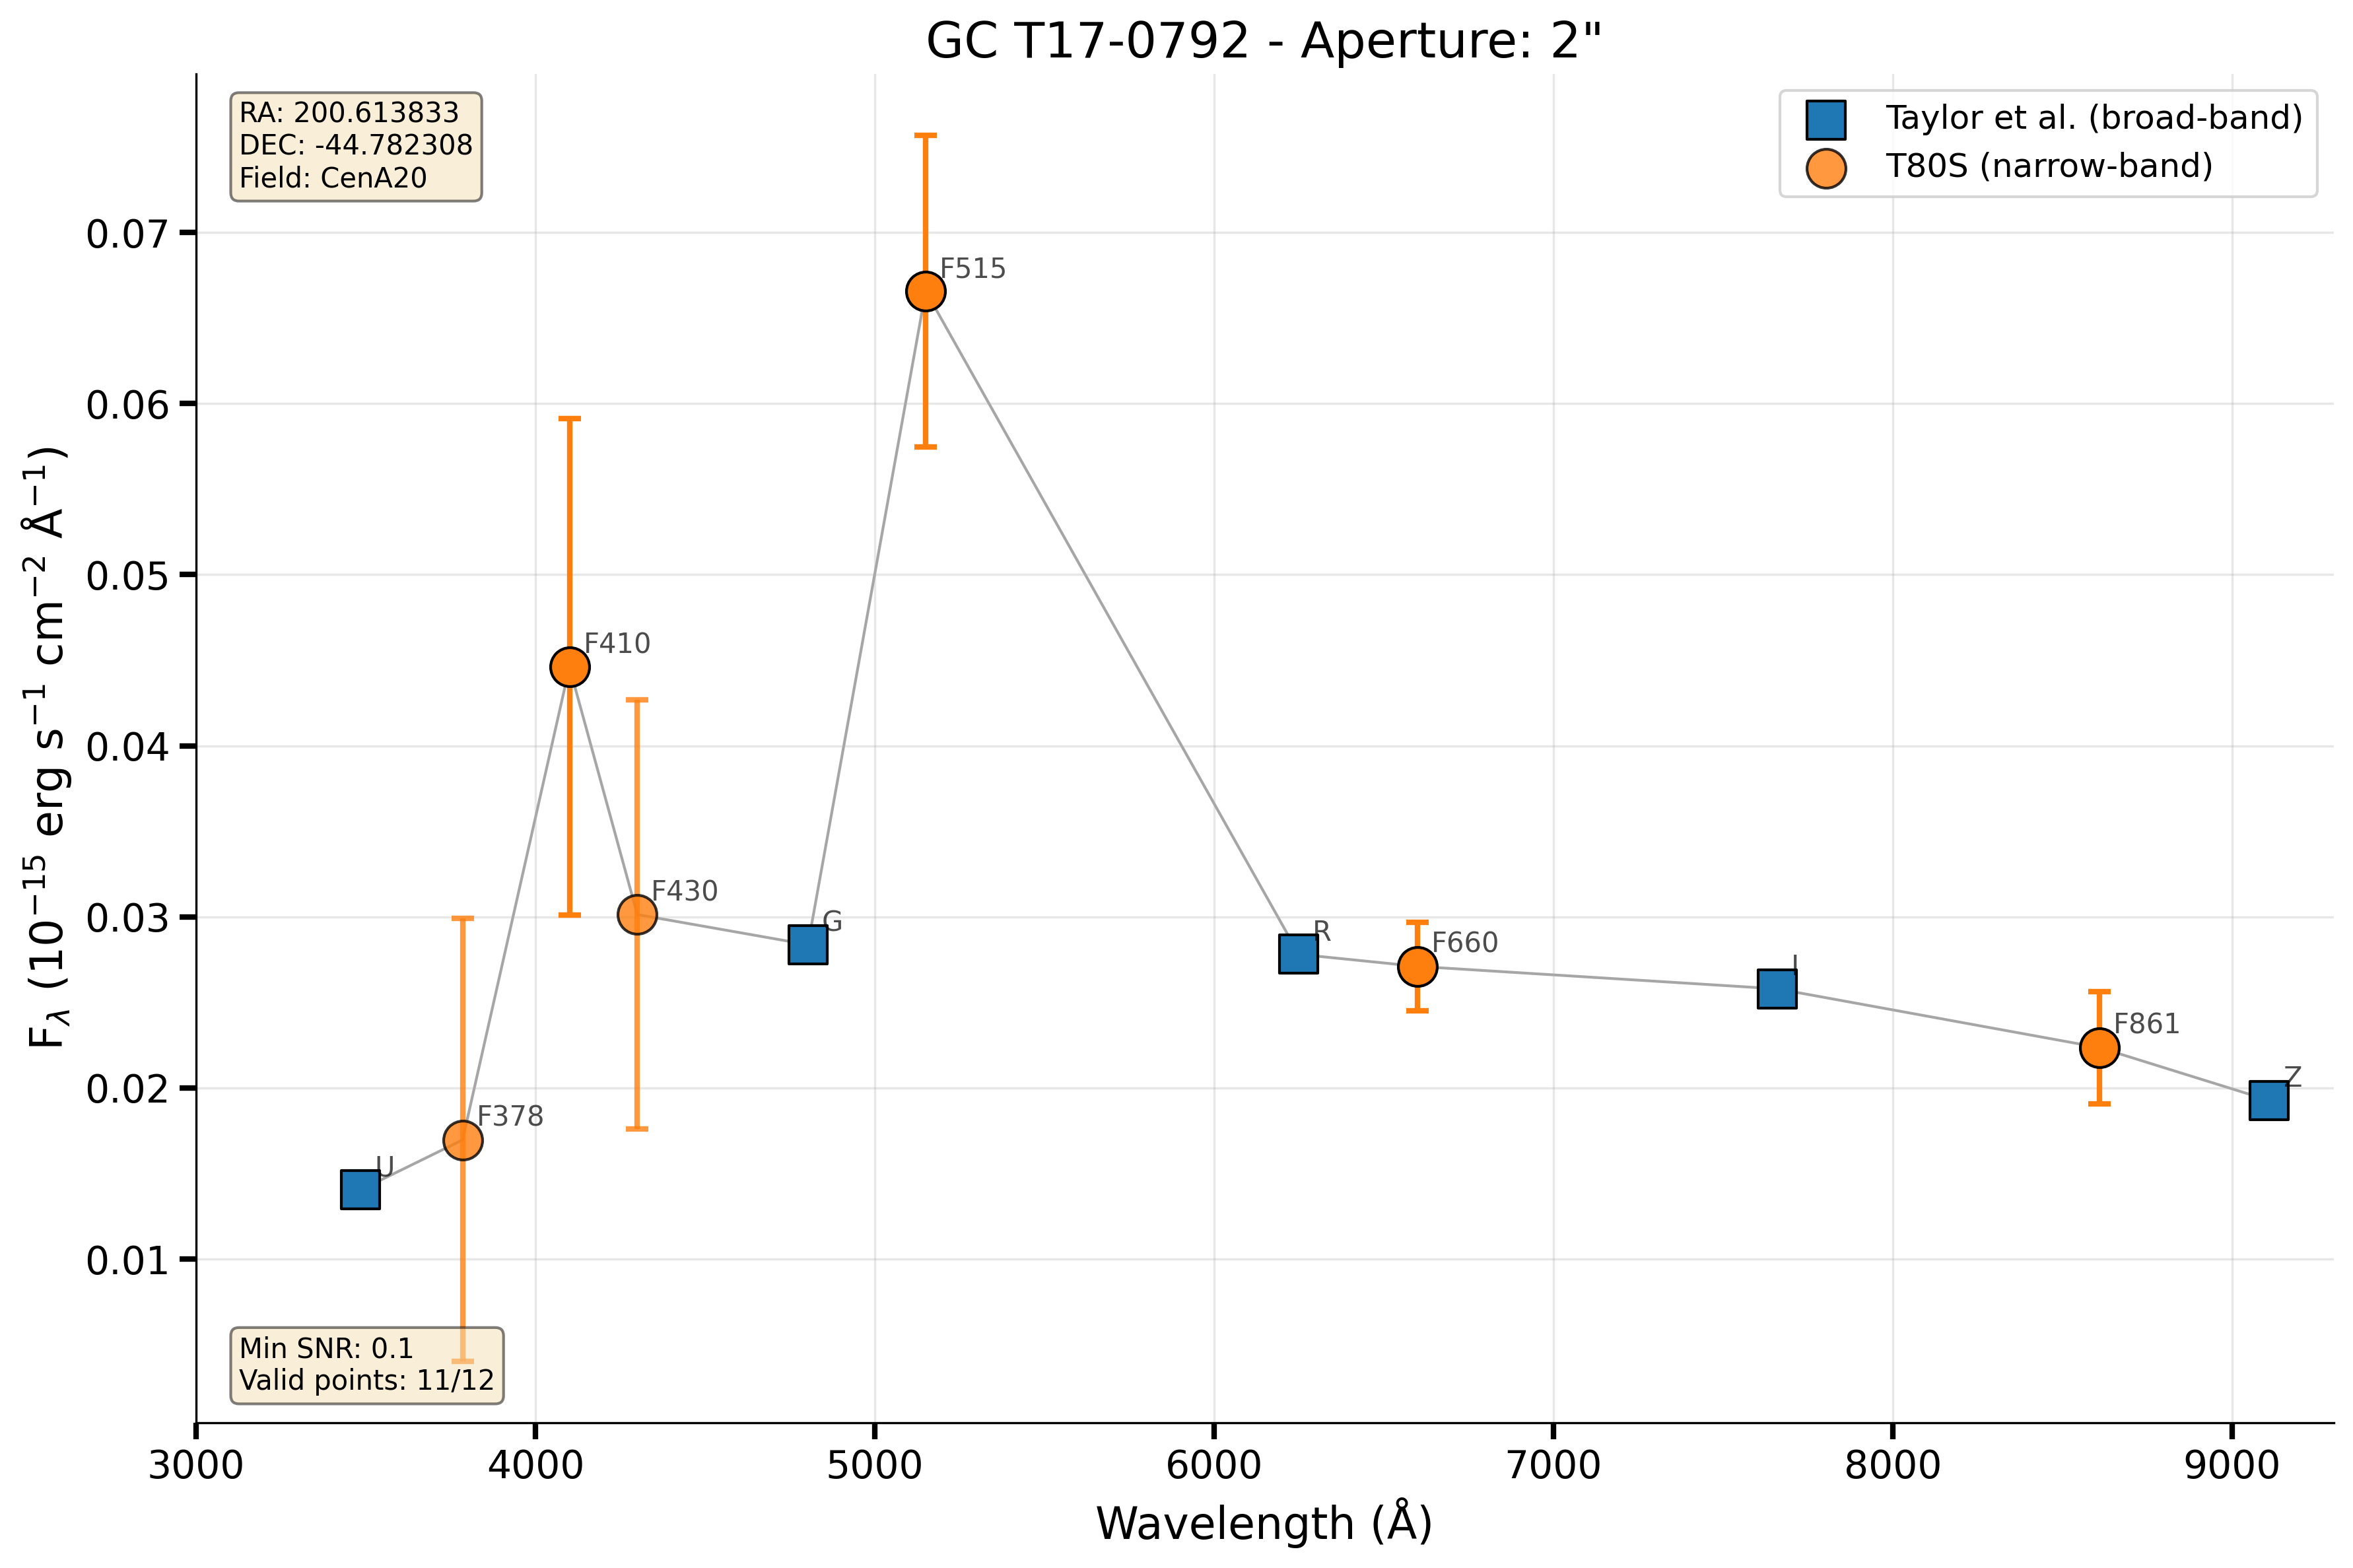 GC T17-0792 - Aperture: 2"
RA: 200.613833
DEC: -44.782308
Field: CenA20
Taylor et al. (broad-band)
T80S (narrow-band)
F515
F410
F430
G
R
F660
I
F861
Z
F378
U
Min SNR: 0.1
Valid points: 11/12
0.07
0.06
0.05
0.04
0.03
0.02
0.01
Fλ (10⁻¹⁵ erg s⁻¹ cm⁻² Å⁻¹)
3000 4000 5000 6000 7000 8000 9000
Wavelength (Å)